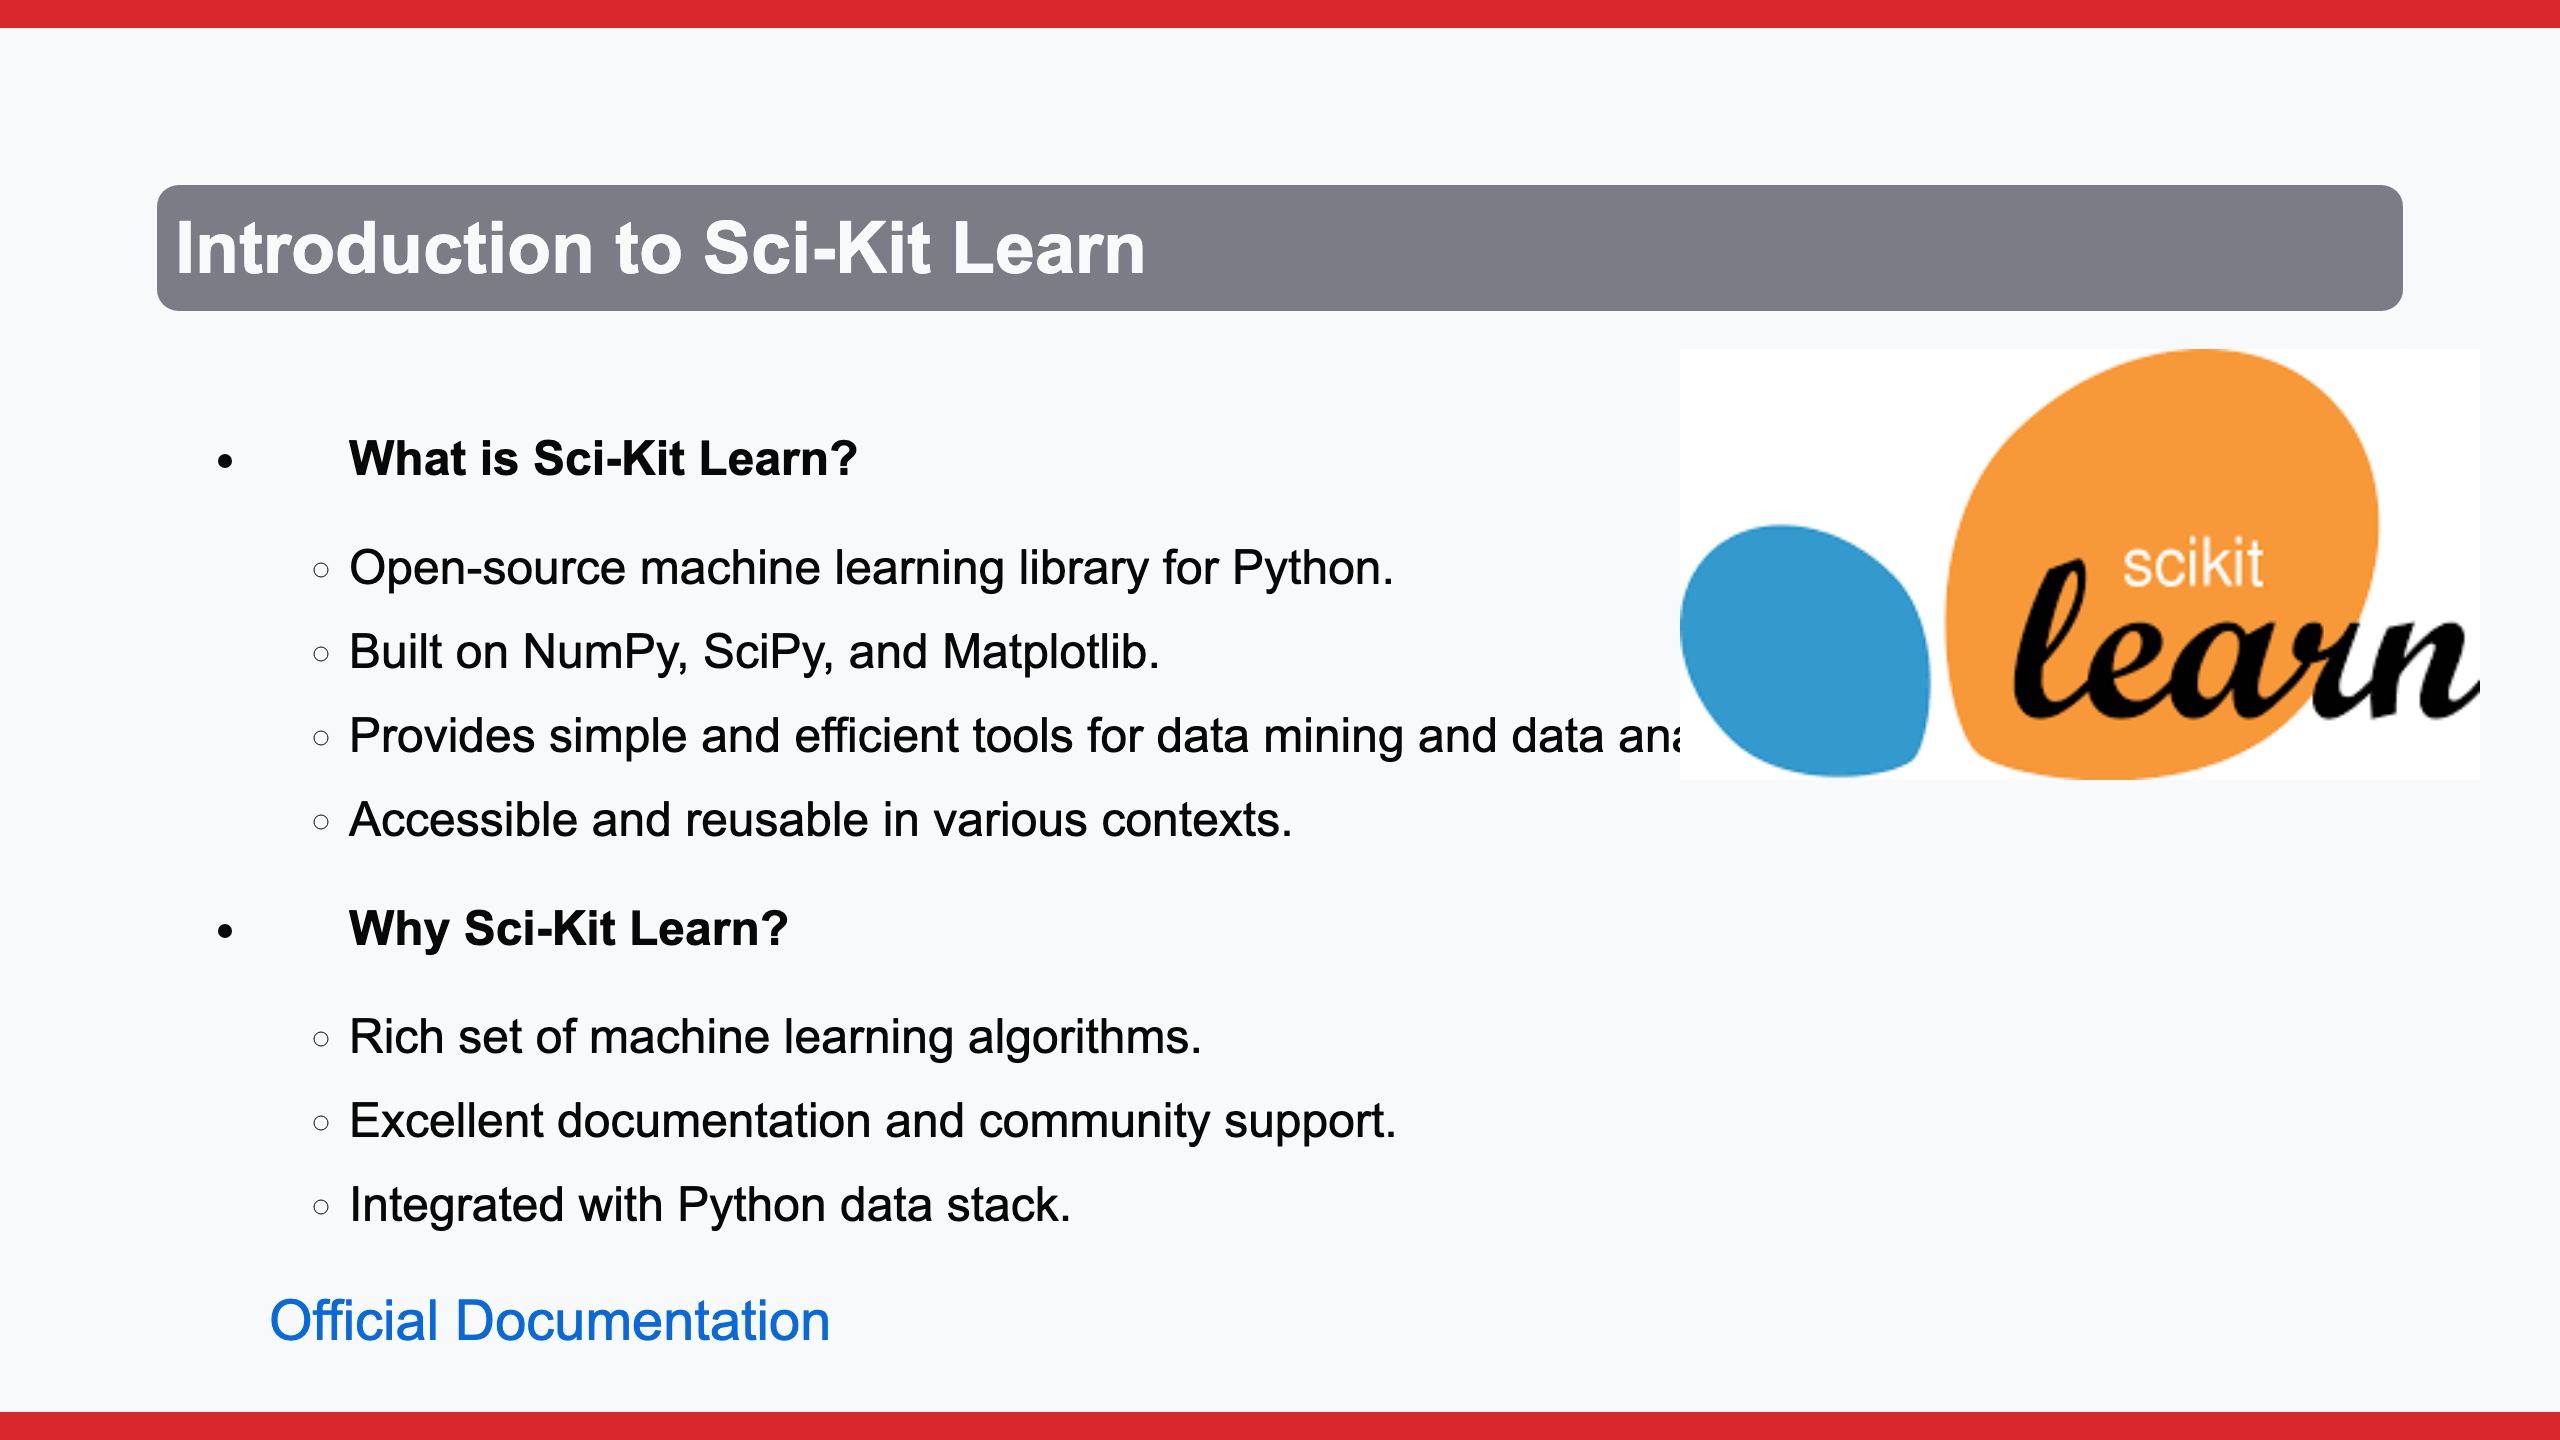 Introduction to Sci-Kit Learn
What is Sci-Kit Learn?
Open-source machine learning library for Python.
Built on NumPy, SciPy, and Matplotlib.
Provides simple and efficient tools for data mining and data
Accessible and reusable in various contexts.
scikit
learn
Why Sci-Kit Learn?
Rich set of machine learning algorithms.
Excellent documentation and community support.
Integrated with Python data stack.
Official Documentation